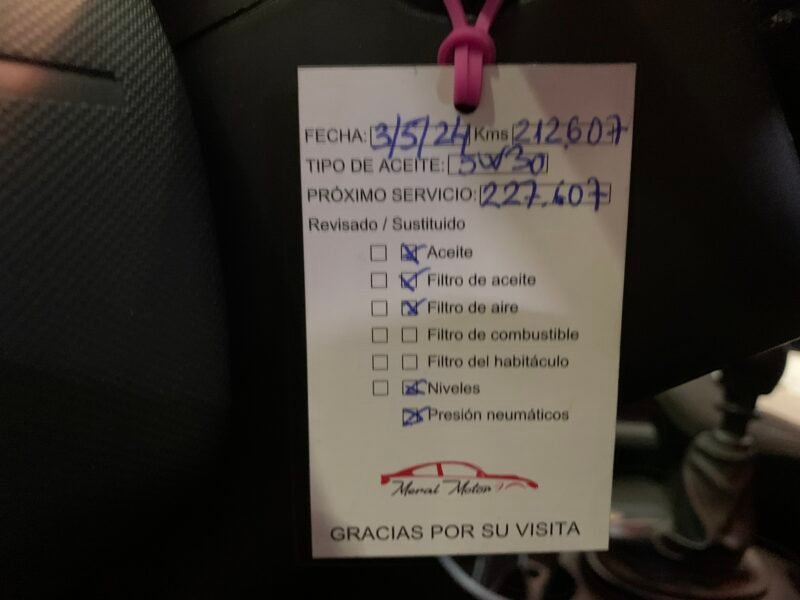 FECHA: 3/5/24 Kms 212.607
TIPO DE ACEITE: 5W30
PRÓXIMO SERVICIO: 227.607
Revisado / Sustituido
Aceite
Filtro de aceite
Filtro de aire
Filtro de combustible
Filtro del habitáculo
Niveles
Presión neumáticos
Meral Motor
GRACIAS POR SU VISITA